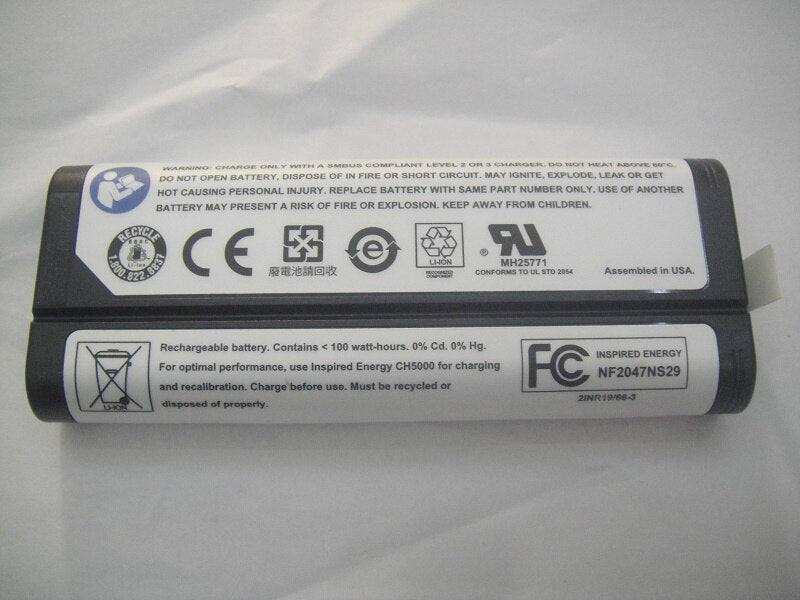 WARNING: CHARGE ONLY WITH A SMBUS COMPLIANT LEVEL 2 OR 3 CHARGER. DO NOT HEAT ABOVE 60°C.
DO NOT OPEN BATTERY, DISPOSE OF IN FIRE OR SHORT CIRCUIT. MAY IGNITE, EXPLODE, LEAK OR GET
HOT CAUSING PERSONAL INJURY. REPLACE BATTERY WITH SAME PART NUMBER ONLY. USE OF ANOTHER
BATTERY MAY PRESENT A RISK OF FIRE OR EXPLOSION. KEEP AWAY FROM CHILDREN.
RECYCLE
RBRC
Li-Ion
1.800.822.8837
CE
廢電池請回收
e
LI-ION
RECOGNIZED
COMPONENT
® RU
MH25771
CONFORMS TO UL STD 2054
Assembled in USA.
LI-ION
Rechargeable battery. Contains < 100 watt-hours. 0% Cd. 0% Hg.
For optimal performance, use Inspired Energy CH5000 for charging
and recalibration. Charge before use. Must be recycled or
disposed of properly.
FC
INSPIRED ENERGY
NF2047NS29
2INR19/66-3